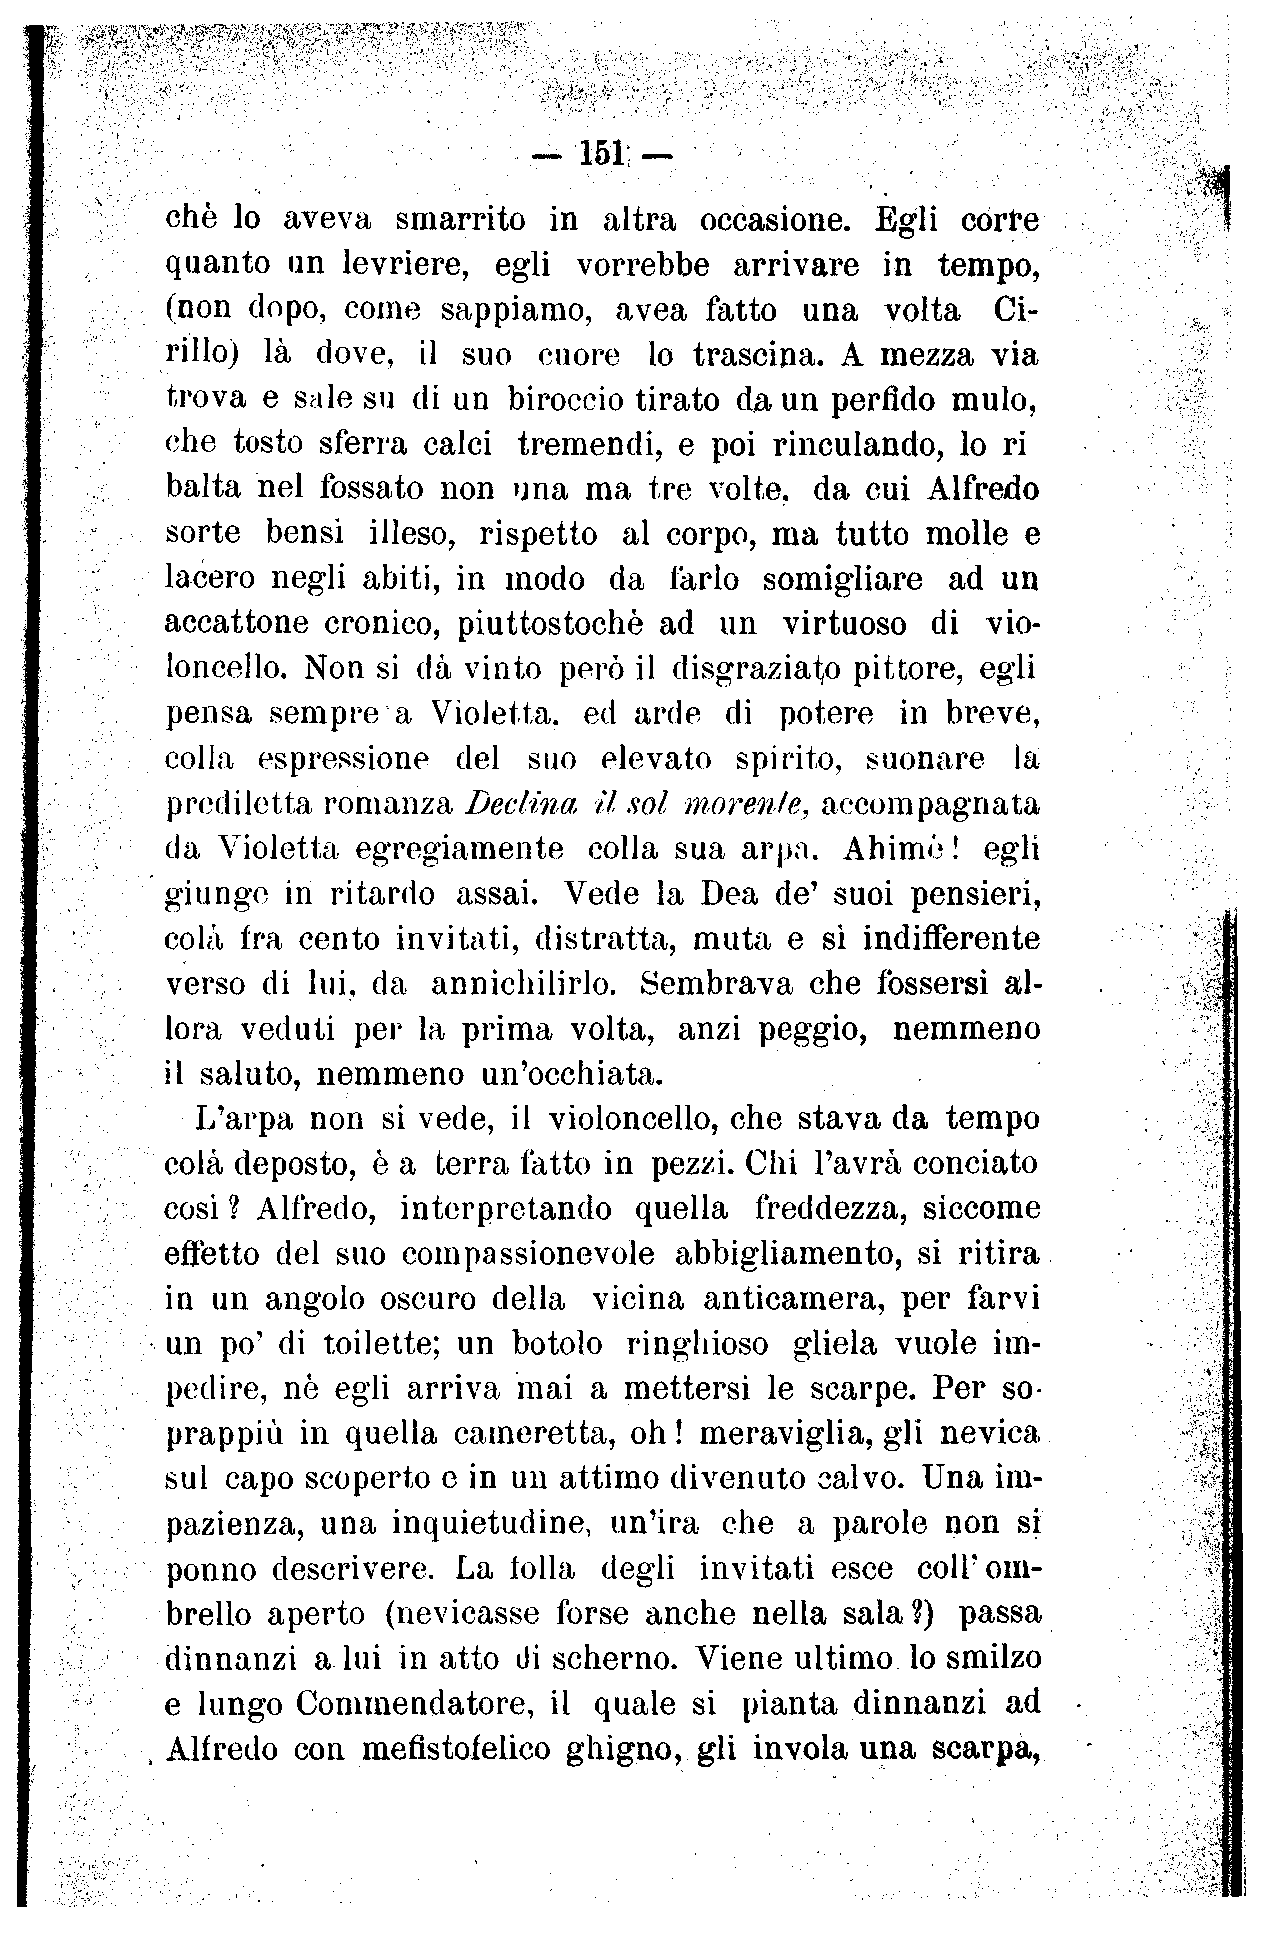 — 151 —
chè lo aveva smarrito in altra occasione. Egli corre
quanto un levriere, egli vorrebbe arrivare in tempo,
(non dopo, come sappiamo, avea fatto una volta Ci-
rillo) là dove, il suo cuore lo trascina. A mezza via
trova e sale su di un biroccio tirato da un perfido mulo,
che tosto sferra calci tremendi, e poi rinculando, lo ri
balta nel fossato non una ma tre volte, da cui Alfredo
sorte bensì illeso, rispetto al corpo, ma tutto molle e
lacero negli abiti, in modo da farlo somigliare ad un
accattone cronico, piuttostochè ad un virtuoso di vio-
loncello. Non si dà vinto però il disgraziato pittore, egli
pensa sempre a Violetta. ed arde di potere in breve,
colla espressione del suo elevato spirito, suonare la
prediletta romanza Declina il sol morente, accompagnata
da Violetta egregiamente colla sua arpa. Ahimè! egli
giunge in ritardo assai. Vede la Dea de' suoi pensieri,
colà fra cento invitati, distratta, muta e sì indifferente
verso di lui, da annichilirlo. Sembrava che fossersi al-
lora veduti per la prima volta, anzi peggio, nemmeno
il saluto, nemmeno un'occhiata.
L'arpa non si vede, il violoncello, che stava da tempo
colà deposto, è a terra fatto in pezzi. Chi l'avrà conciato
così? Alfredo, interpretando quella freddezza, siccome
effetto del suo compassionevole abbigliamento, si ritira
in un angolo oscuro della vicina anticamera, per farvi
un po' di toilette; un botolo ringhioso gliela vuole im-
pedire, nè egli arriva mai a mettersi le scarpe. Per so-
prappiù in quella cameretta, oh! meraviglia, gli nevica
sul capo scoperto e in un attimo divenuto calvo. Una im-
pazienza, una inquietudine, un'ira che a parole non si
ponno descrivere. La folla degli invitati esce coll'om-
brello aperto (nevicasse forse anche nella sala?) passa
dinnanzi a lui in atto di scherno. Viene ultimo lo smilzo
e lungo Commendatore, il quale si pianta dinnanzi ad
Alfredo con mefistofelico ghigno, gli invola una scarpa,